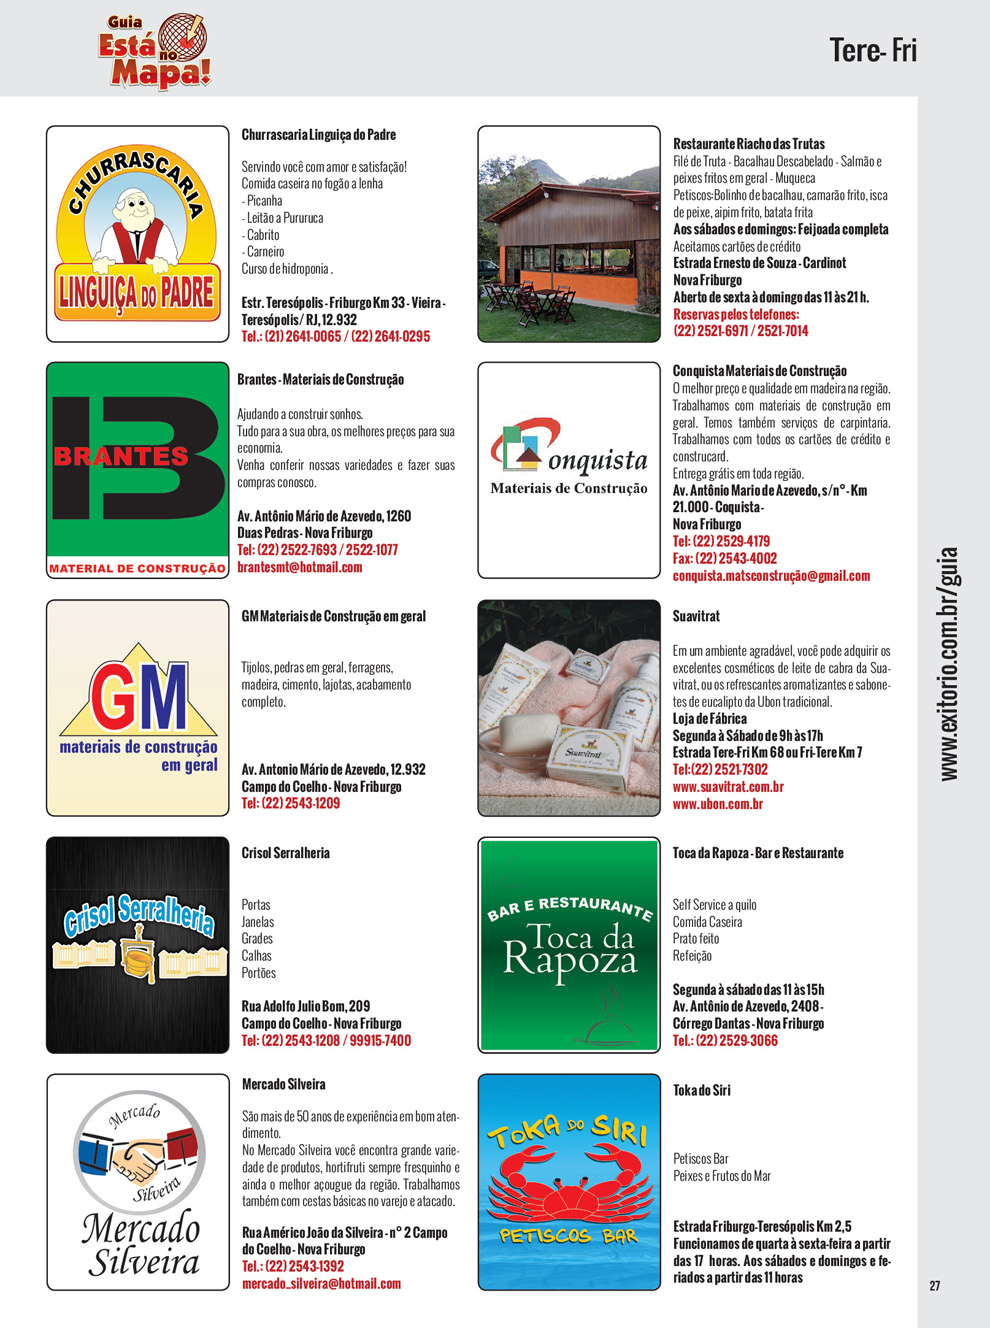 Guia
Está
no
Mapa!
Tere- Fri
CHURRASCARIA
LINGUIÇA DO PADRE
Churrascaria Linguiça do Padre
Servindo você com amor e satisfação!
Comida caseira no fogão a lenha
- Picanha
- Leitão a Pururuca
- Cabrito
- Carneiro
Curso de hidroponia .
Estr. Teresópolis - Friburgo Km 33 - Vieira -
Teresópolis/ RJ, 12.932
Tel.: (21) 2641-0065 / (22) 2641-0295
Restaurante Riacho das Trutas
Filé de Truta - Bacalhau Descabelado - Salmão e
peixes fritos em geral - Muqueca
Petiscos:Bolinho de bacalhau, camarão frito, isca
de peixe, aipim frito, batata frita
Aos sábados e domingos: Feijoada completa
Aceitamos cartões de crédito
Estrada Ernesto de Souza - Cardinot
Nova Friburgo
Aberto de sexta à domingo das 11 às 21 h.
Reservas pelos telefones:
(22) 2521-6971 / 2521-7014
BRANTES
MATERIAL DE CONSTRUÇÃO
Brantes - Materiais de Construção
Ajudando a construir sonhos.
Tudo para a sua obra, os melhores preços para sua
economia.
Venha conferir nossas variedades e fazer suas
compras conosco.
Av. Antônio Mário de Azevedo, 1260
Duas Pedras - Nova Friburgo
Tel: (22) 2522-7693 / 2522-1077
brantesmt@hotmail.com
Conquista
Materiais de Construção
Conquista Materiais de Construção
O melhor preço e qualidade em madeira na região.
Trabalhamos com materiais de construção em
geral. Temos também serviços de carpintaria.
Trabalhamos com todos os cartões de crédito e
construcard.
Entrega grátis em toda região.
Av. Antônio Mario de Azevedo, s/n° - Km
21.000 - Coquista-
Nova Friburgo
Tel: (22) 2529-4179
Fax: (22) 2543-4002
conquista.matsconstrução@gmail.com
GM
materiais de construção
em geral
GM Materiais de Construção em geral
Tijolos, pedras em geral, ferragens,
madeira, cimento, lajotas, acabamento
completo.
Av. Antonio Mário de Azevedo, 12.932
Campo do Coelho - Nova Friburgo
Tel: (22) 2543-1209
Suavitrat
Suavitrat
Em um ambiente agradável, você pode adquirir os
excelentes cosméticos de leite de cabra da Sua-
vitrat, ou os refrescantes aromatizantes e sabone-
tes de eucalipto da Ubon tradicional.
Loja de Fábrica
Segunda à Sábado de 9h às 17h
Estrada Tere-Fri Km 68 ou Fri-Tere Km 7
Tel:(22) 2521-7302
www.suavitrat.com.br
www.ubon.com.br
Crisol Serralheria
Crisol Serralheria
Portas
Janelas
Grades
Calhas
Portões
Rua Adolfo Julio Bom, 209
Campo do Coelho - Nova Friburgo
Tel: (22) 2543-1208 / 99915-7400
BAR E RESTAURANTE
Toca da
Rapoza
Toca da Rapoza - Bar e Restaurante
Self Service a quilo
Comida Caseira
Prato feito
Refeição
Segunda à sábado das 11 às 15h
Av. Antônio de Azevedo, 2408 -
Córrego Dantas - Nova Friburgo
Tel.: (22) 2529-3066
Mercado
Silveira
Mercado
Silveira
Mercado Silveira
São mais de 50 anos de experiência em bom aten-
dimento.
No Mercado Silveira você encontra grande varie-
dade de produtos, hortifruti sempre fresquinho e
ainda o melhor açougue da região. Trabalhamos
também com cestas básicas no varejo e atacado.
Rua Américo João da Silveira - n° 2 Campo
do Coelho - Nova Friburgo
Tel.: (22) 2543-1392
mercado_silveira@hotmail.com
TOKA DO SIRI
PETISCOS BAR
Toka do Siri
Petiscos Bar
Peixes e Frutos do Mar
Estrada Friburgo-Teresópolis Km 2,5
Funcionamos de quarta à sexta-feira a partir
das 17 horas. Aos sábados e domingos e fe-
riados a partir das 11 horas
www.exitorio.com.br/guia
27